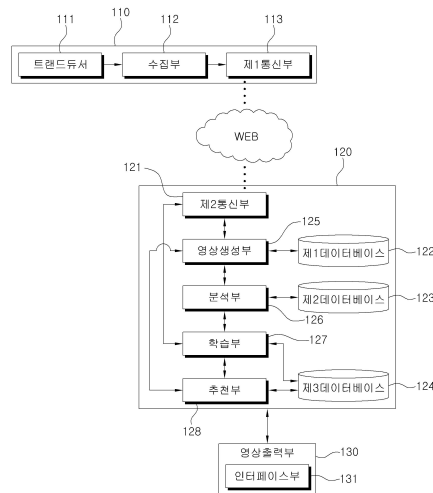 111
110
112
113
트랜드듀서
수집부
제1통신부
WEB
121
120
제2통신부
125
영상생성부
제1데이터베이스
122
분석부
제2데이터베이스
123
126
127
학습부
추천부
제3데이터베이스
124
128
영상출력부
130
인터페이스부
131